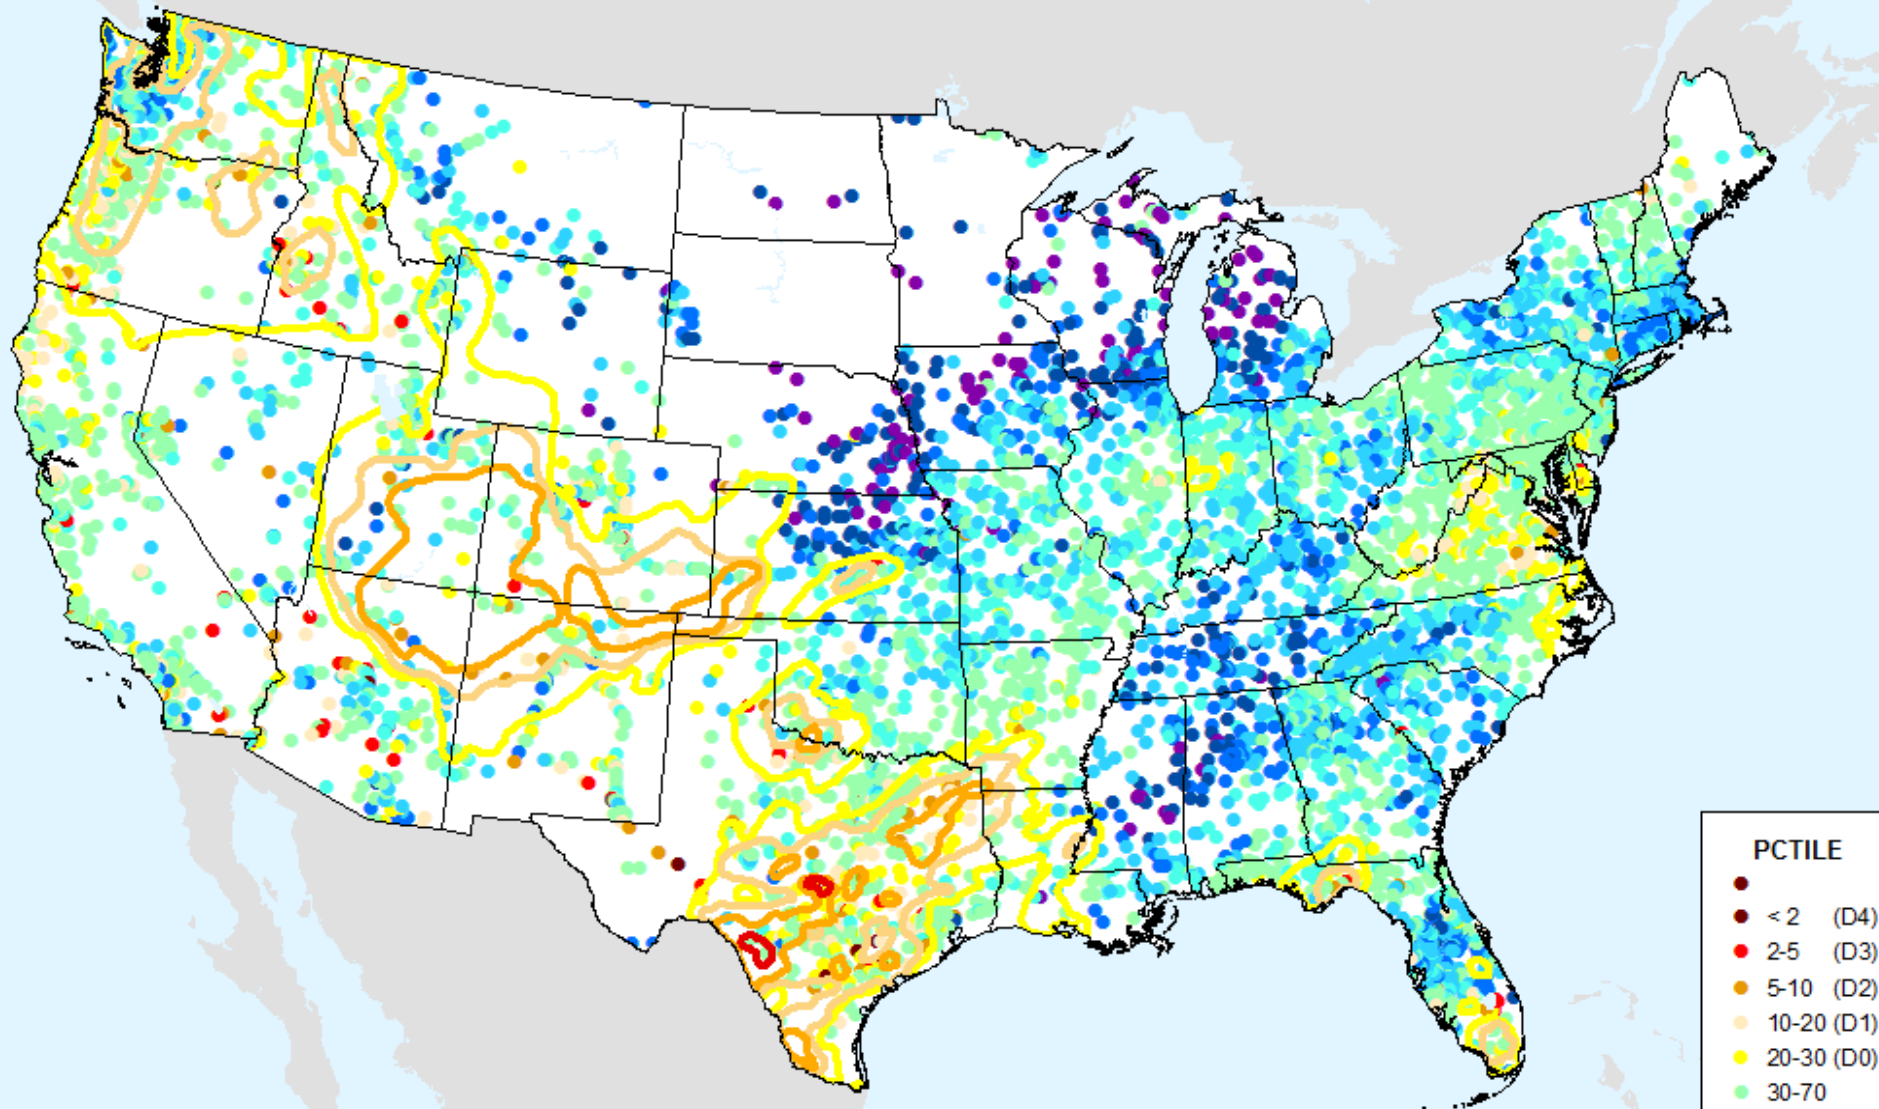 PCTILE
< 2 (D4)
2-5 (D3)
5-10 (D2)
10-20 (D1)
20-30 (D0)
30-70